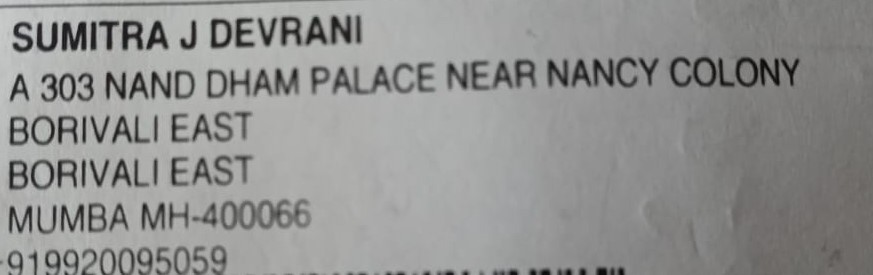 SUMITRA J DEVRANI
A 303 NAND DHAM PALACE NEAR NANCY COLONY
BORIVALI EAST
BORIVALI EAST
MUMBA MH-400066
919920095059